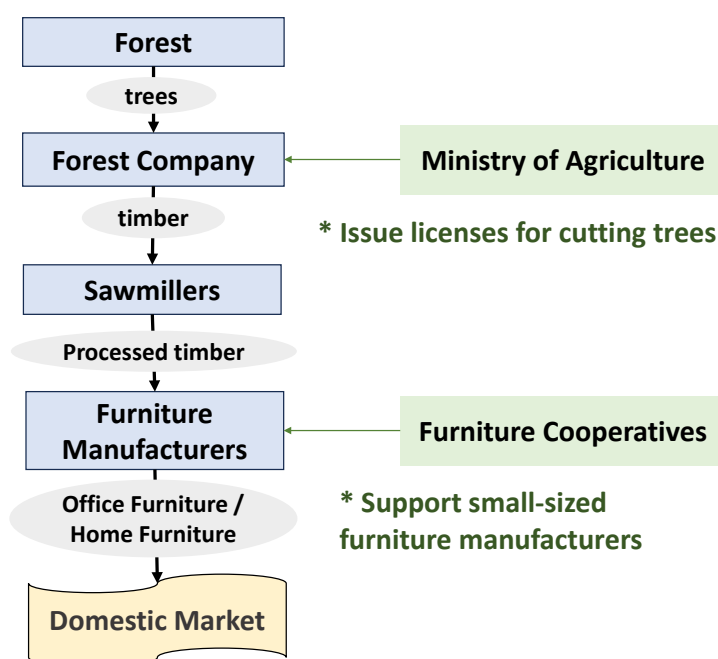 Forest
trees
Forest Company
Ministry of Agriculture
timber
* Issue licenses for cutting trees
Sawmillers
Processed timber
Furniture
Manufacturers
Furniture Cooperatives
Office Furniture /
Home Furniture
* Support small-sized
furniture manufacturers
Domestic Market